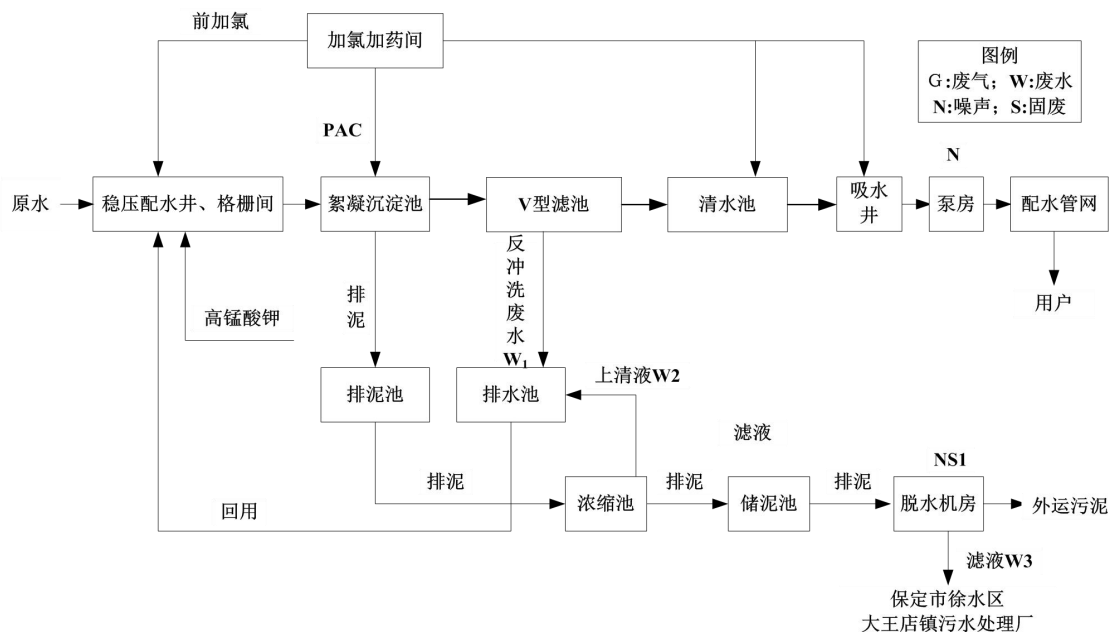 前加氯
加氯加药间
图例
G:废气；W:废水
N:噪声；S:固废
PAC
N
原水
稳压配水井、格栅间
絮凝沉淀池
V型滤池
清水池
吸水
井
泵房
配水管网
反冲洗废水W₁
排泥
高锰酸钾
用户
排泥池
排水池
上清液W2
滤液
NS1
排泥
排泥
排泥
回用
浓缩池
储泥池
脱水机房
外运污泥
滤液W3
保定市徐水区
大王店镇污水处理厂